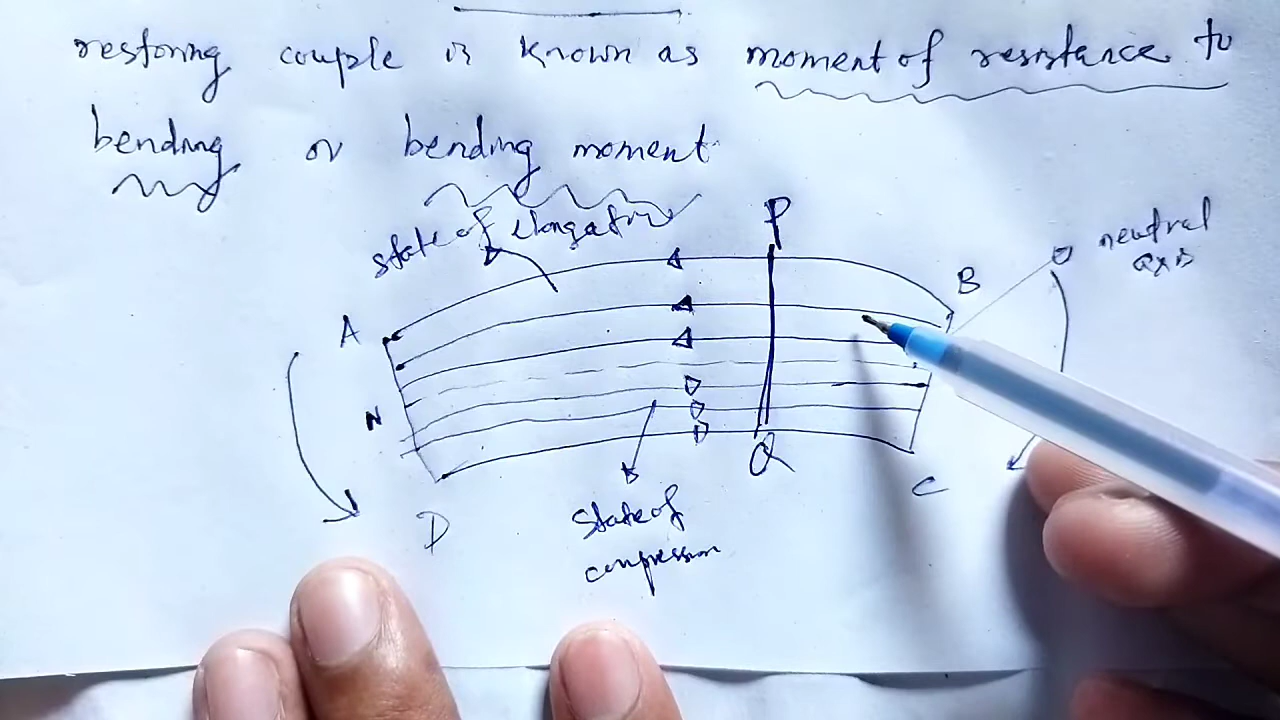 restoring couple is known as moment of resistance to
bending or bending moment
state of elongation
P
neutral
axis
B
A
N
Q
C
D
state of
compression